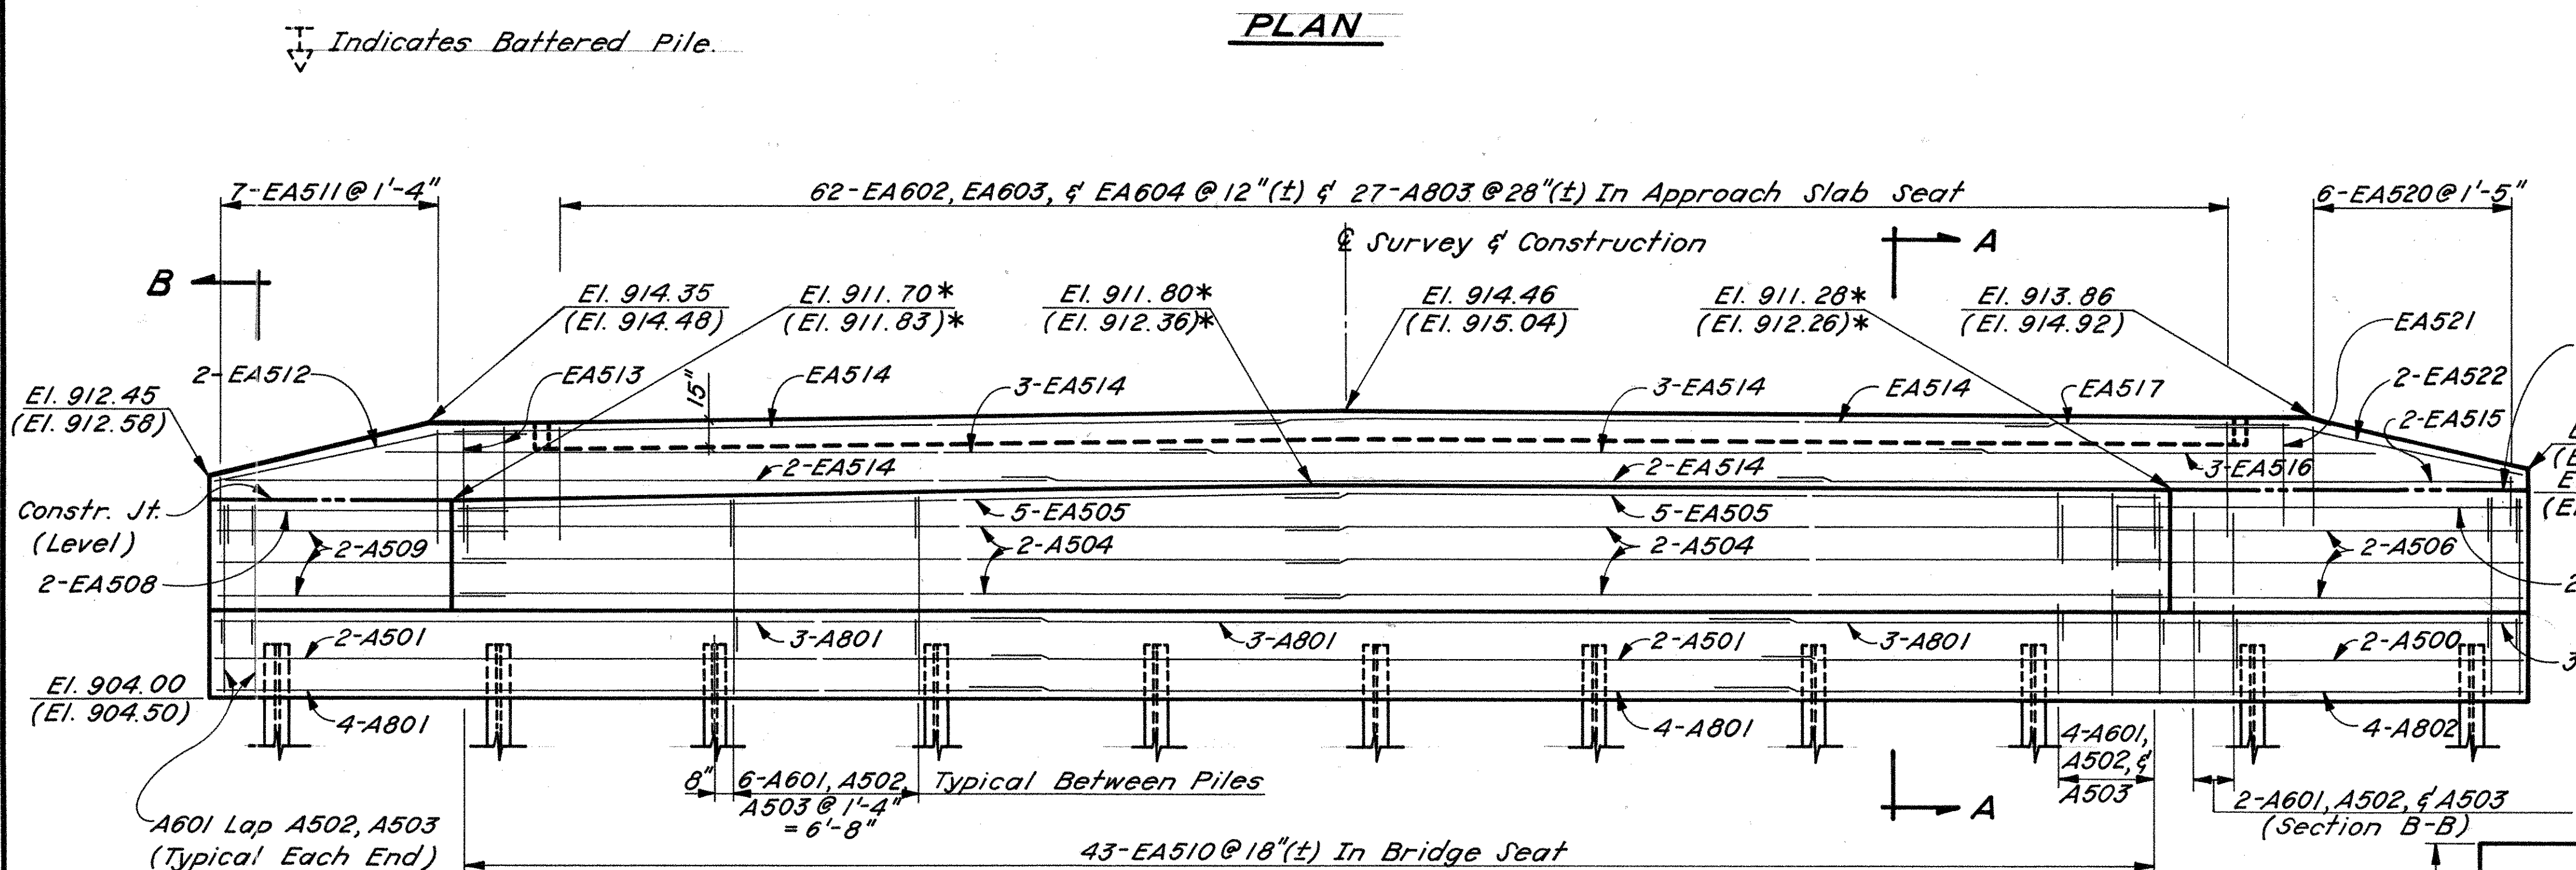 PLAN
Indicates Battered Pile.
7-EA511 @ 1'-4"
62-EA602, EA603, & EA604 @ 12"(±) & 27-A803 @ 28"(±) In Approach Slab Seat
6-EA520 @ 1'-5"
℄ Survey & Construction
A
B
El. 914.35
(El. 914.48)
El. 911.70*
(El. 911.83)*
El. 911.80*
(El. 912.36)*
El. 914.46
(El. 915.04)
El. 911.28*
(El. 912.26)*
El. 913.86
(El. 914.92)
EA521
El. 912.45
(El. 912.58)
2-EA512
EA513
15"
EA514
3-EA514
3-EA514
EA514
EA517
2-EA522
2-EA515
2-EA514
2-EA514
3-EA516
Constr. Jt.
(Level)
5-EA505
5-EA505
2-A509
2-A504
2-A504
2-A506
2-EA508
2-A501
3-A801
3-A801
2-A501
3-A801
2-A500
El. 904.00
(El. 904.50)
4-A801
4-A801
4-A802
4-A601,
A502, &
A503
8"
6-A601, A502,
A503 @ 1'-4"
= 6'-8"
Typical Between Piles
A
2-A601, A502, & A503
(Section B-B)
A601 Lap A502, A503
(Typical Each End)
43-EA510 @ 18"(±) In Bridge Seat